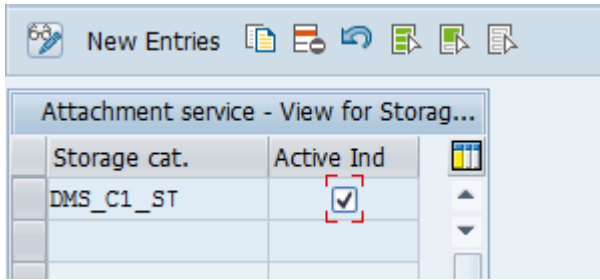 New Entries
Attachment service - View for Storag...
Storage cat. Active Ind
DMS_C1_ST